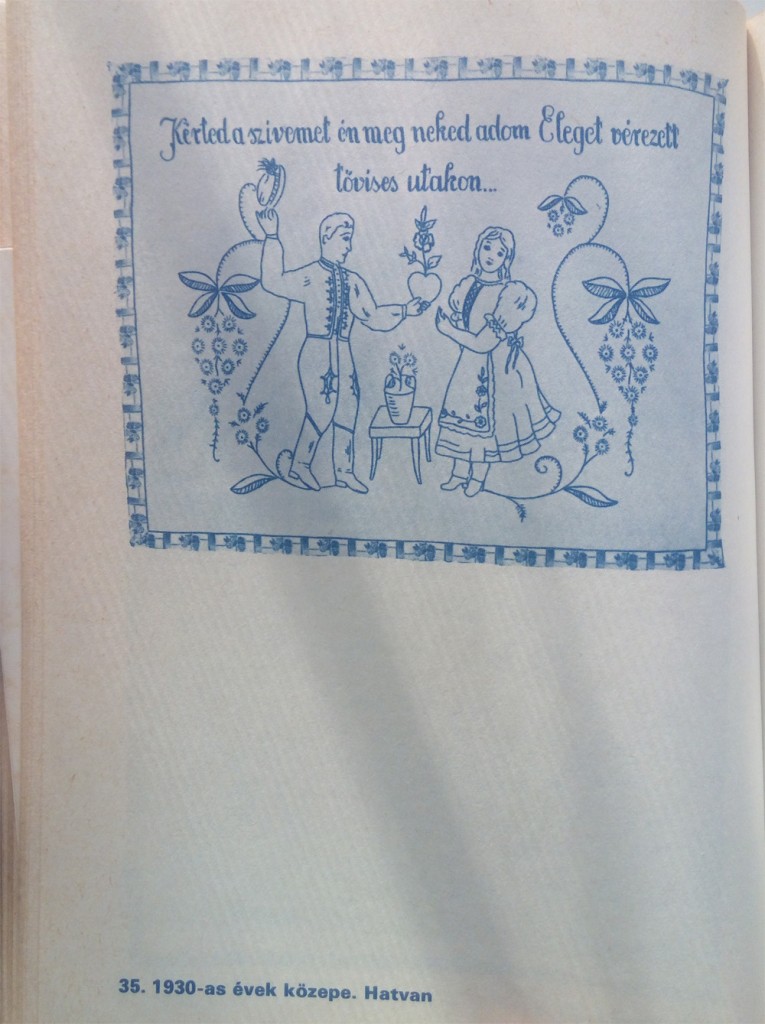 Kérted a szivemet én meg neked adom Eleget vérezett
tövises utakon...
35. 1930-as évek közepe. Hatvan